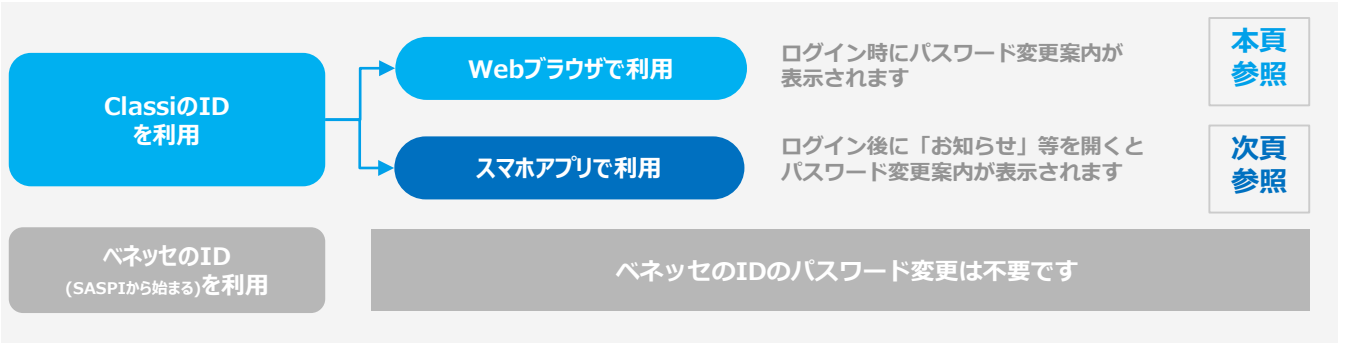 ClassiのID
を利用
Webブラウザで利用
ログイン時にパスワード変更案内が
表示されます
本頁
参照
スマホアプリで利用
ログイン後に「お知らせ」等を開くと
パスワード変更案内が表示されます
次頁
参照
ベネッセのID
(SASPIから始まる)を利用
ベネッセのIDのパスワード変更は不要です